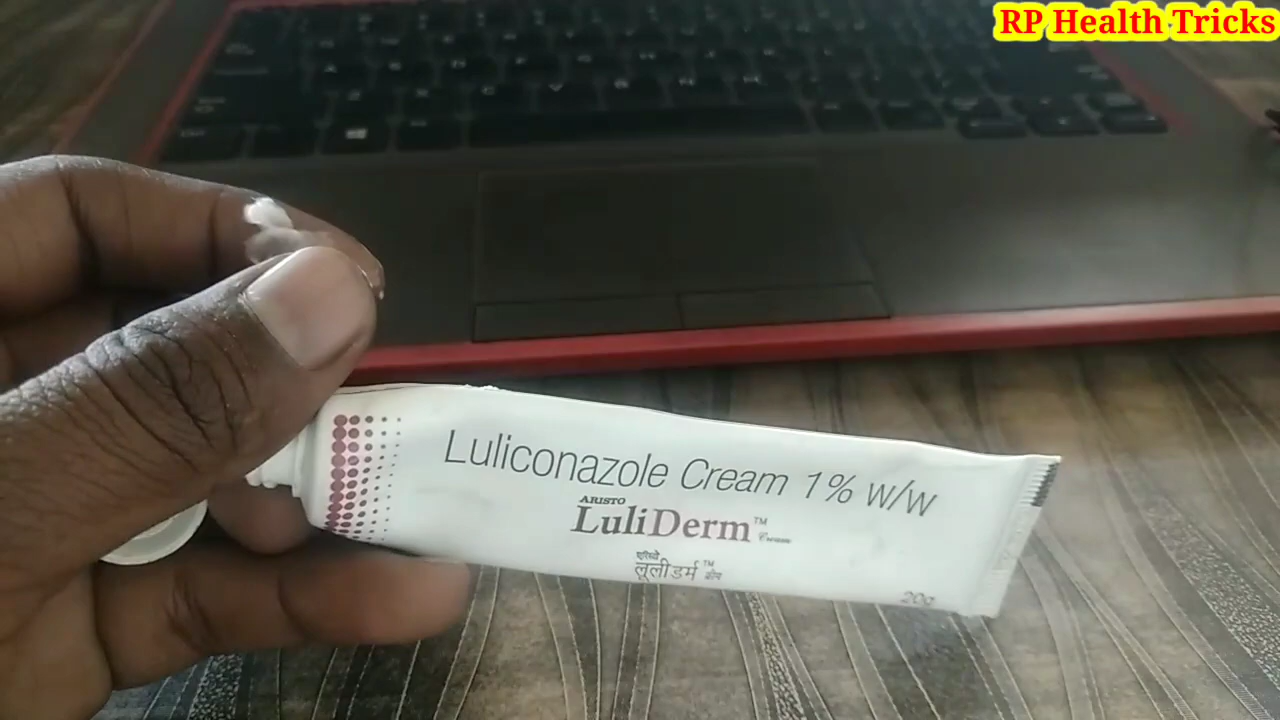 RP Health Tricks
Luliconazole Cream 1% w/w
ARISTO
LuliDerm™ Cream
एरिस्टो
लूलीडर्म™ क्रीम
20g